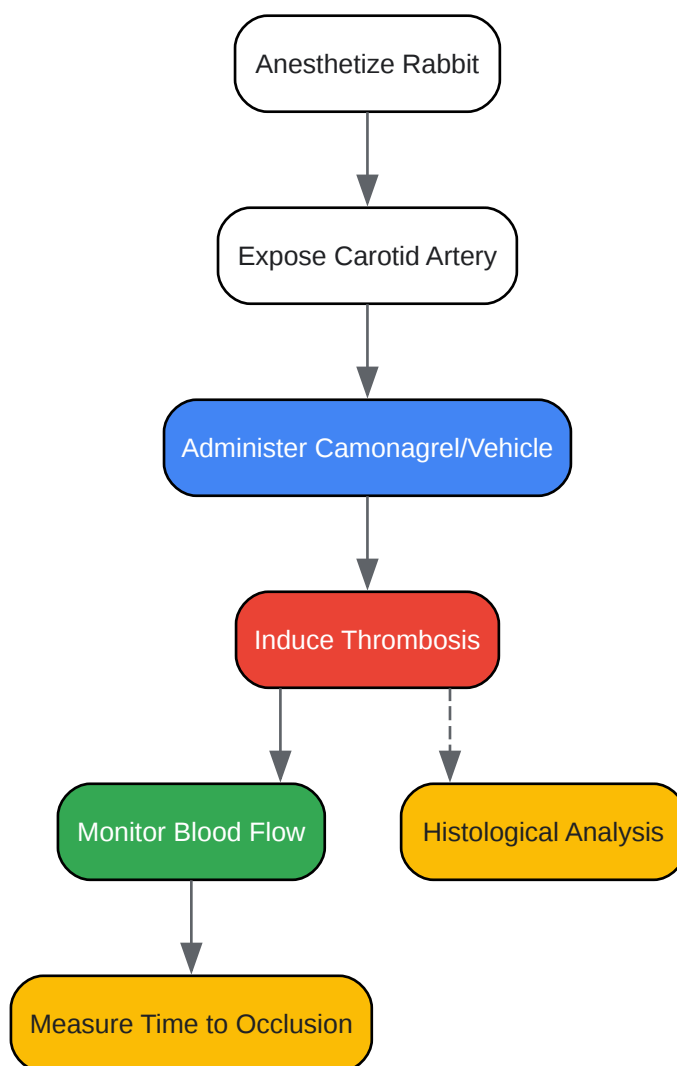 Anesthetize Rabbit
Expose Carotid Artery
Administer Camonagrel/Vehicle
Induce Thrombosis
Monitor Blood Flow
Histological Analysis
Measure Time to Occlusion